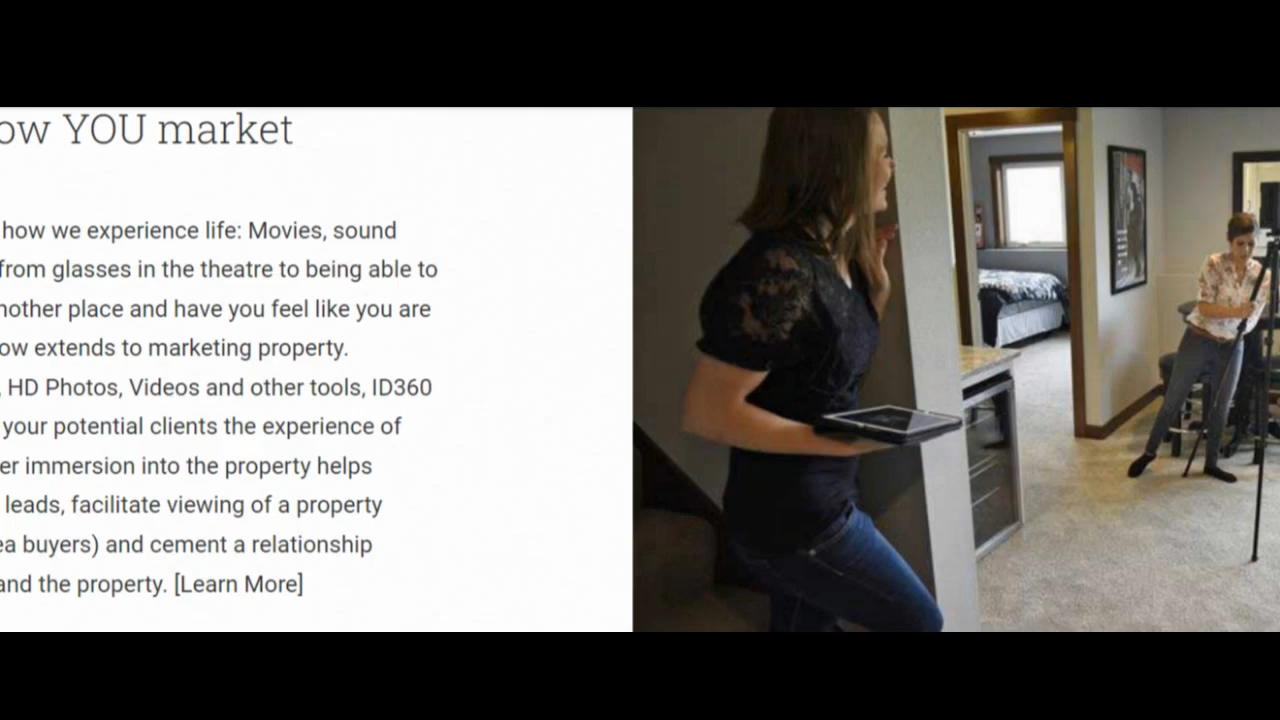 ow YOU market
how we experience life: Movies, sound
from glasses in the theatre to being able to
nother place and have you feel like you are
ow extends to marketing property.
, HD Photos, Videos and other tools, ID360
your potential clients the experience of
er immersion into the property helps
leads, facilitate viewing of a property
ea buyers) and cement a relationship
and the property. [Learn More]